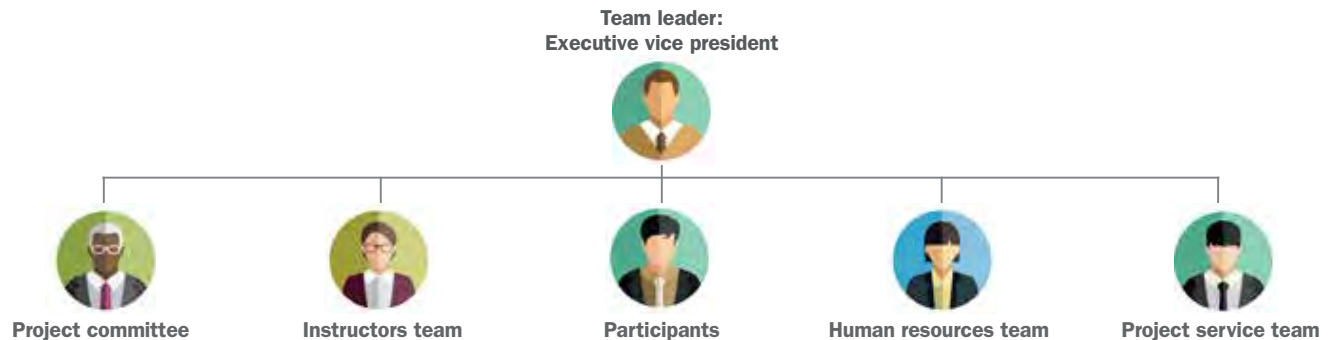 Team leader:
Executive vice president
Project committee
Instructors team
Participants
Human resources team
Project service team